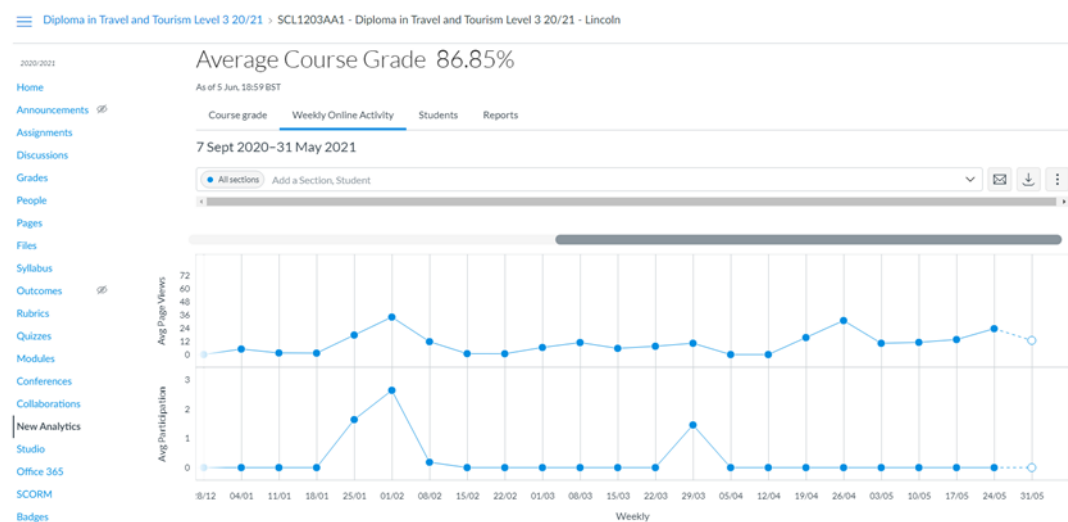 Diploma in Travel and Tourism Level 3 20/21 > SCL1203AA1 - Diploma in Travel and Tourism Level 3 20/21 - Lincoln
2020/2021
Home
Announcements
Assignments
Discussions
Grades
People
Pages
Files
Syllabus
Outcomes
Rubrics
Quizzes
Modules
Conferences
Collaborations
New Analytics
Studio
Office 365
SCORM
Badges
Average Course Grade 86.85%
As of 5 Jun, 18:59 BST
Course grade Weekly Online Activity Students Reports
7 Sept 2020–31 May 2021
All sections Add a Section, Student
Avg Page Views
72
60
48
36
24
12
0
Avg Participation
3
2
1
0
8/12 04/01 11/01 18/01 25/01 01/02 08/02 15/02 22/02 01/03 08/03 15/03 22/03 29/03 05/04 12/04 19/04 26/04 03/05 10/05 17/05 24/05 31/05
Weekly